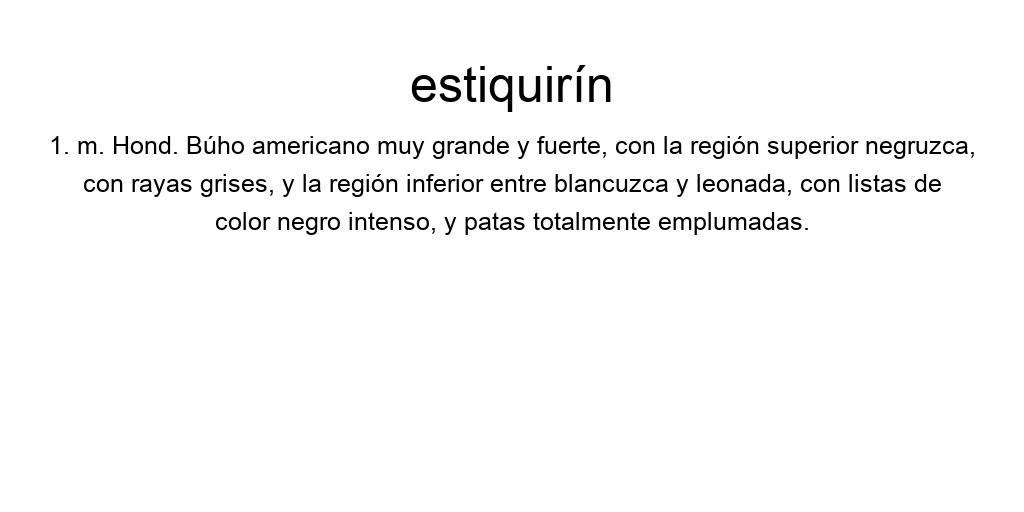 estiquirín
1. m. Hond. Búho americano muy grande y fuerte, con la región superior negruzca,
con rayas grises, y la región inferior entre blancuzca y leonada, con listas de
color negro intenso, y patas totalmente emplumadas.